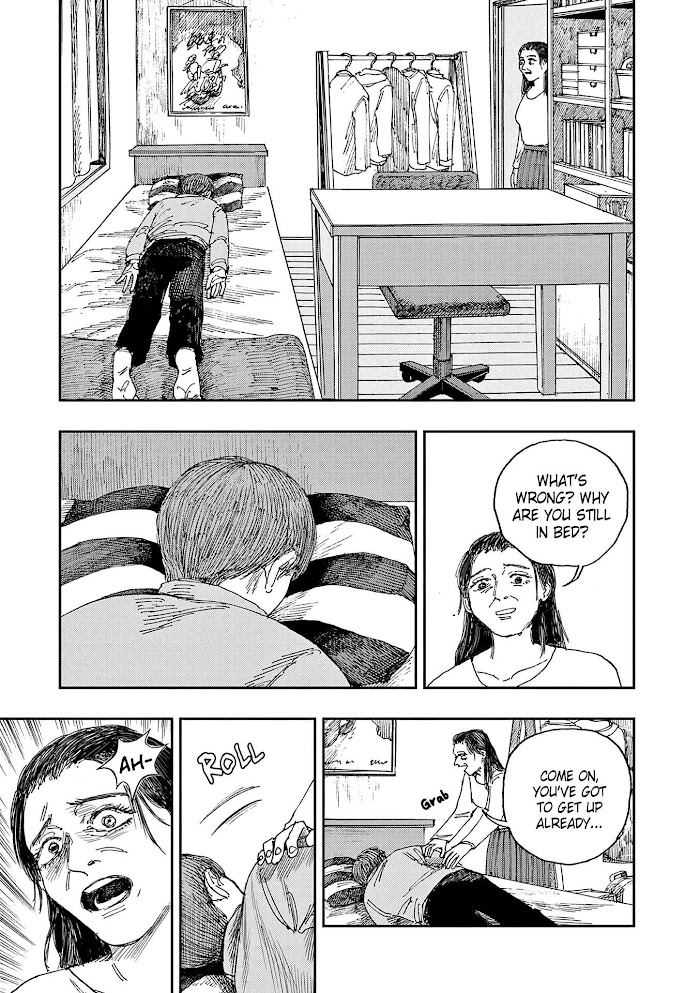 WHAT'S
WRONG? WHY
ARE YOU STILL
IN BED?
COME ON,
YOU'VE GOT
TO GET UP
ALREADY...
Grab
ROLL
AH-